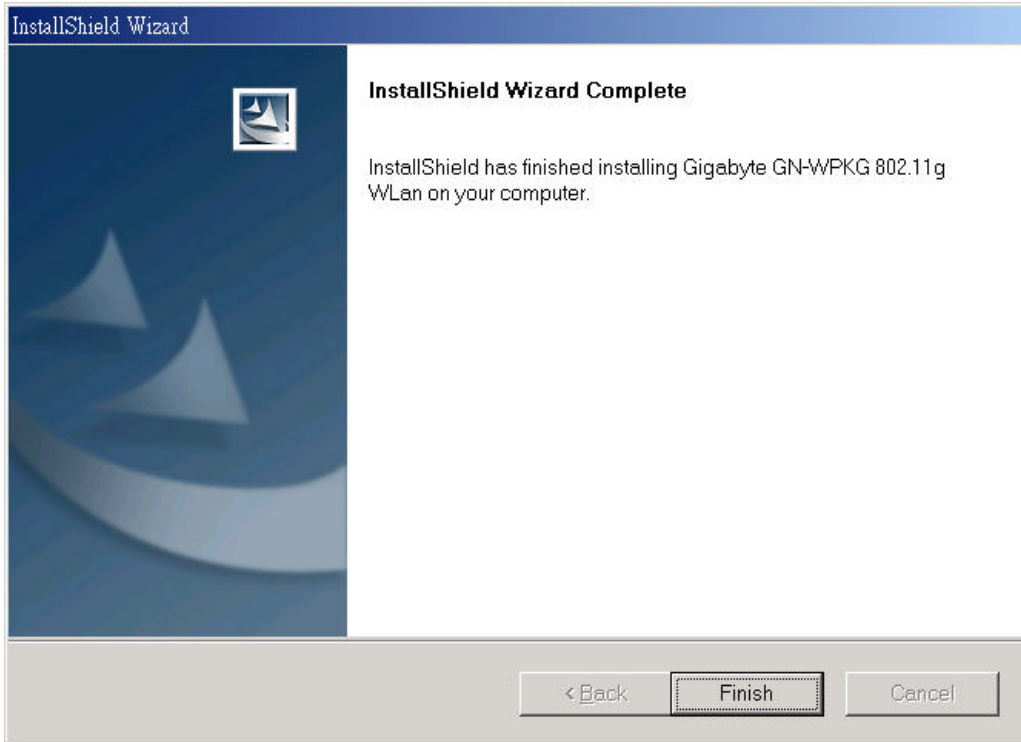 InstallShield Wizard
InstallShield Wizard Complete
InstallShield has finished installing Gigabyte GN-WPKG 802.11g
WLan on your computer.
< Back
Finish
Cancel